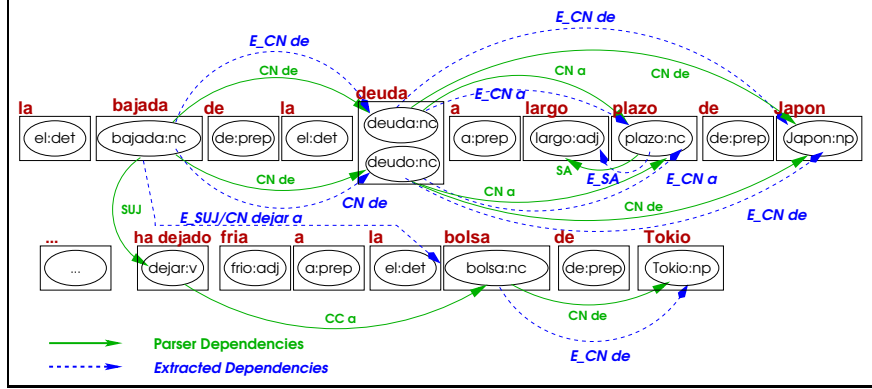 E_CN de
E_CN de
CN de
CN a
CN de
deuda
E_CN a
la bajada de la a largo plazo de Japon
el:det bajada:nc de:prep el:det deuda:nc a:prep largo:adj plazo:nc de:prep Japon:np
deudo:nc
CN de CN a SA E_SA E_CN a
CN de
CN de
SUJ
E_SUJ/CN dejar a
E_CN de
... ha dejado fria a la bolsa de Tokio
... dejar:v frio:adj a:prep el:det bolsa:nc de:prep Tokio:np
CC a
CN de
Parser Dependencies
E_CN de
Extracted Dependencies